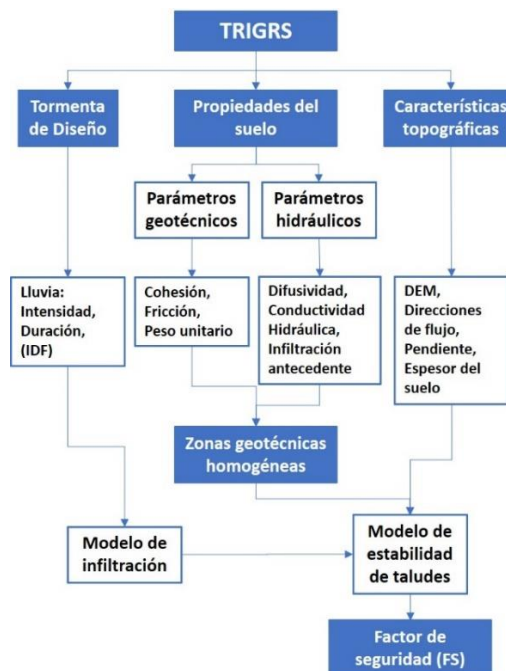 TRIGRS
Tormenta
de Diseño
Propiedades del
suelo
Características
topográficas
Parámetros
geotécnicos
Parámetros
hidráulicos
Lluvia:
Intensidad,
Duración,
(IDF)
Cohesión,
Fricción,
Peso unitario
Difusividad,
Conductividad
Hidráulica,
Infiltración
antecedente
DEM,
Direcciones
de flujo,
Pendiente,
Espesor del
suelo
Zonas geotécnicas
homogéneas
Modelo de
infiltración
Modelo de
estabilidad
de taludes
Factor de
seguridad (FS)